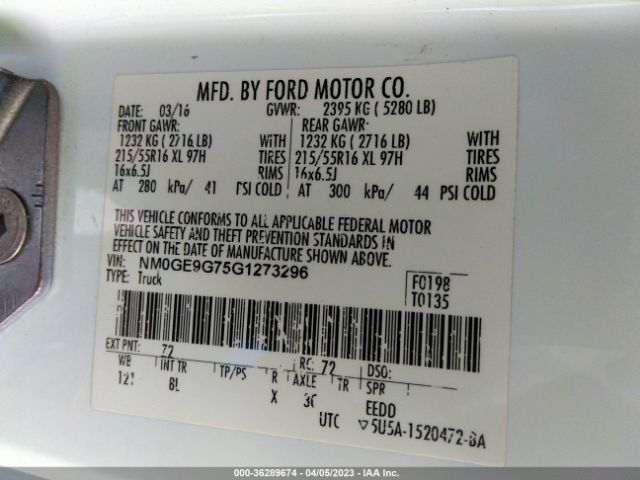 MFD. BY FORD MOTOR CO.
DATE: 03/16 GVWR: 2395 KG ( 5280 LB)
FRONT GAWR: REAR GAWR:
1232 KG (2716 LB) WITH 1232 KG (2716 LB) WITH
215/55R16 XL 97H TIRES 215/55R16 XL 97H TIRES
16x6.5J RIMS 16x6.5J RIMS
AT 280 kPa/ 41 PSI COLD AT 300 kPa/ 44 PSI COLD
THIS VEHICLE CONFORMS TO ALL APPLICABLE FEDERAL MOTOR
VEHICLE SAFETY AND THEFT PREVENTION STANDARDS IN
EFFECT ON THE DATE OF MANUFACTURE SHOWN ABOVE.
VIN: NM0GE9G75G1273296
TYPE: Truck
F0198
T0135
EXT PNT: 72 RC: 72 DSO:
WB INT TR TP/PS R AXLE TR SPR
121 8L X 3C EEDO
UTC ▽5U5A-1520472-BA
000-36289674 / 04/05/2023 - IAA Inc.